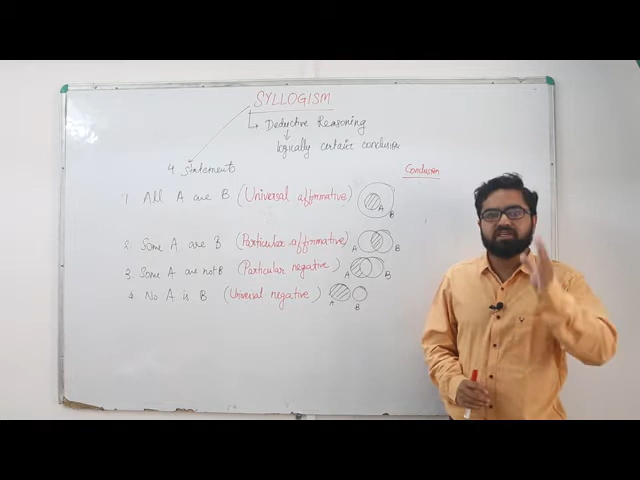 SYLLOGISM
Deductive Reasoning
logically certain conclusion
4 Statements
Conclusion
1 All A are B (Universal affirmative) A B
2. Some A are B (Particular affirmative) A B
3. Some A are not B (Particular negative) A B
4 No A is B (Universal negative) A B